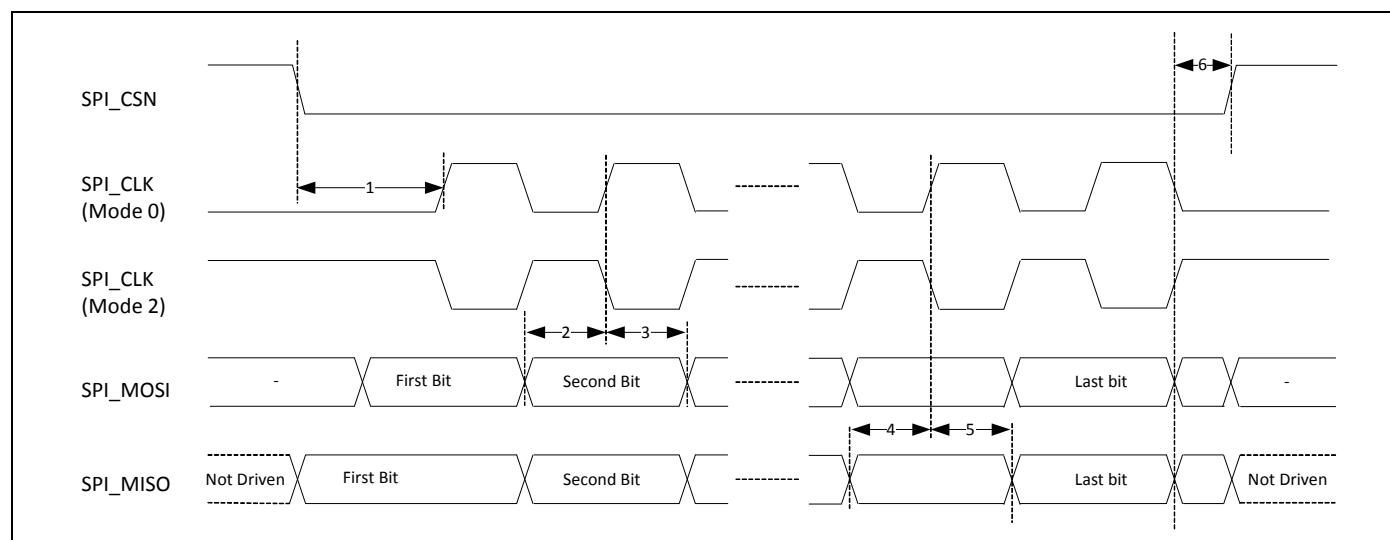 6
SPI_CSN
SPI_CLK
(Mode 0)
1
SPI_CLK
(Mode 2)
2
3
SPI_MOSI
-
First Bit
Second Bit
Last bit
-
4
5
SPI_MISO
Not Driven
First Bit
Second Bit
Last bit
Not Driven